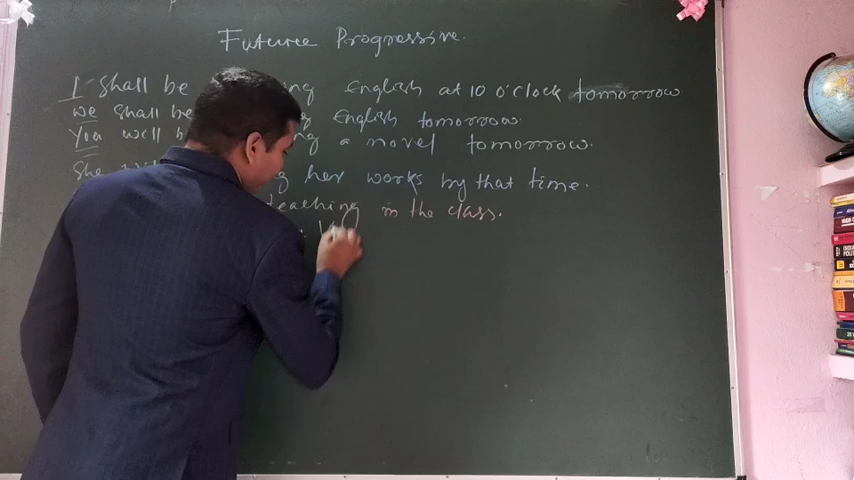 Future Progressive.
I shall be ing English at 10 O'clock tomorrow
we shall be English tomorrow.
You will a novel tomorrow.
She her works by that time.
teaching in the class.